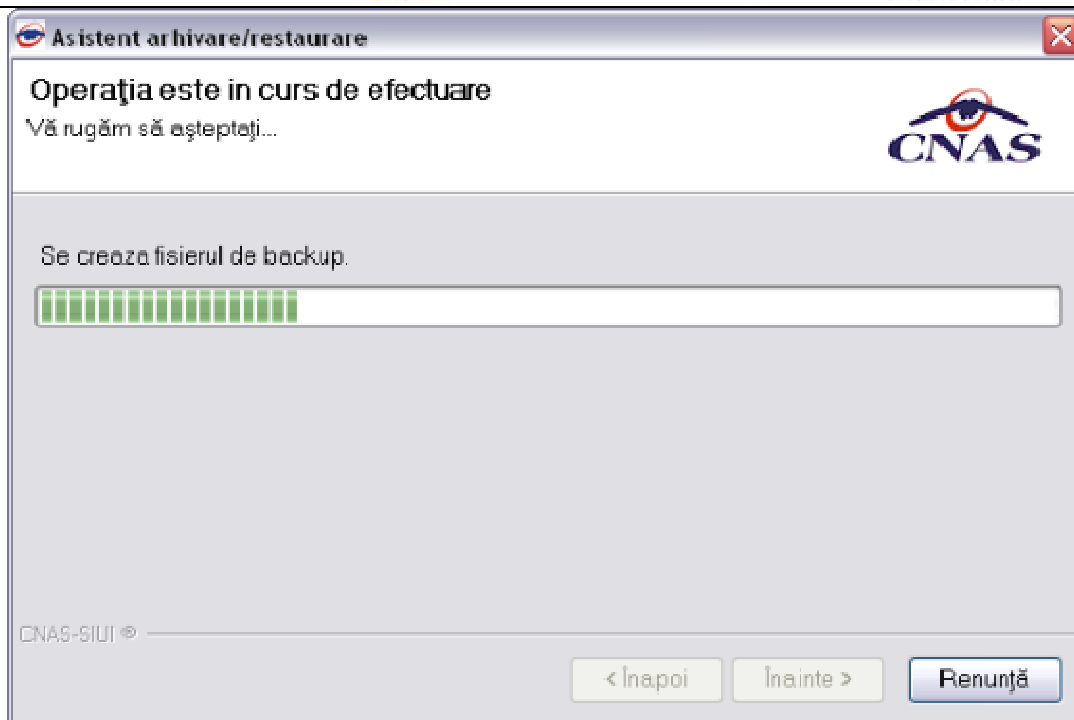 Asistent arhivare/restaurare
Operaţia este in curs de efectuare
Vă rugăm să aşteptaţi...
CNAS
Se creaza fisierul de backup.
CNAS-SIUI ®
< Înapoi
Înainte >
Renunţă